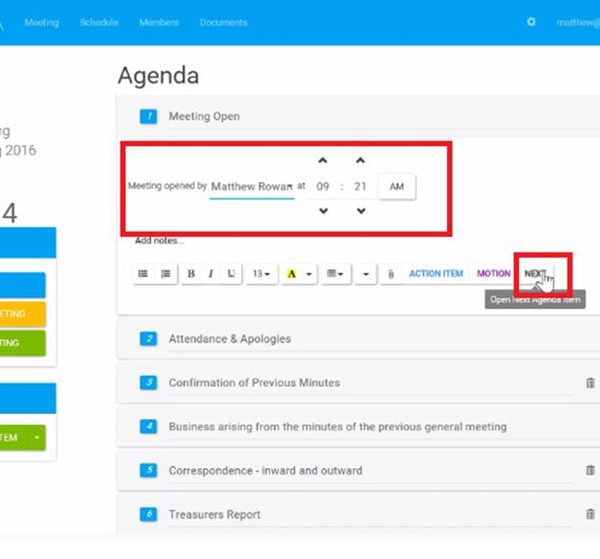 Meeting Schedule Members Documents matthew@
Agenda
1 Meeting Open
2016
4
Meeting opened by Matthew Rowan at 09 : 21 AM
Add notes...
B I U 13 A ACTION ITEM MOTION NEXT
Open Next Agenda Item
ETING
TING
2 Attendance & Apologies
3 Confirmation of Previous Minutes
4 Business arising from the minutes of the previous general meeting
TEM
5 Correspondence - inward and outward
6 Treasurers Report